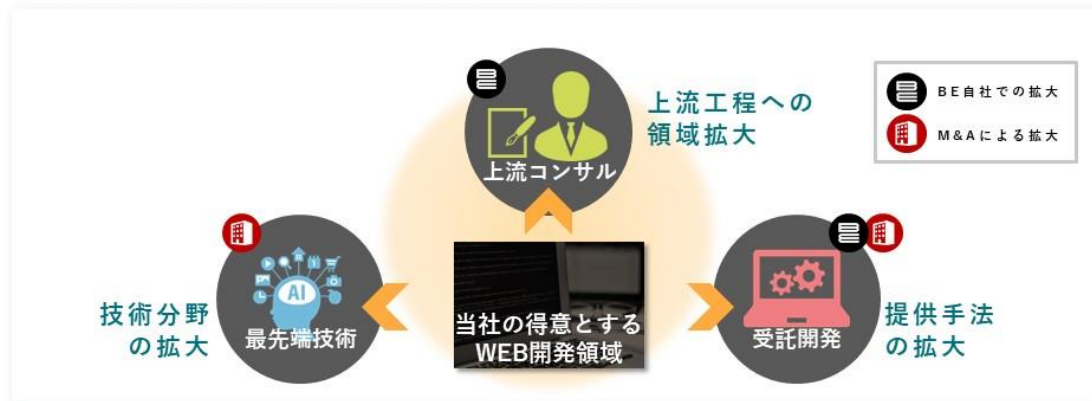 上流工程への
領域拡大
BE自社での拡大
M&Aによる拡大
上流コンサル
技術分野
の拡大
AI
最先端技術
当社の得意とする
WEB開発領域
受託開発
提供手法
の拡大